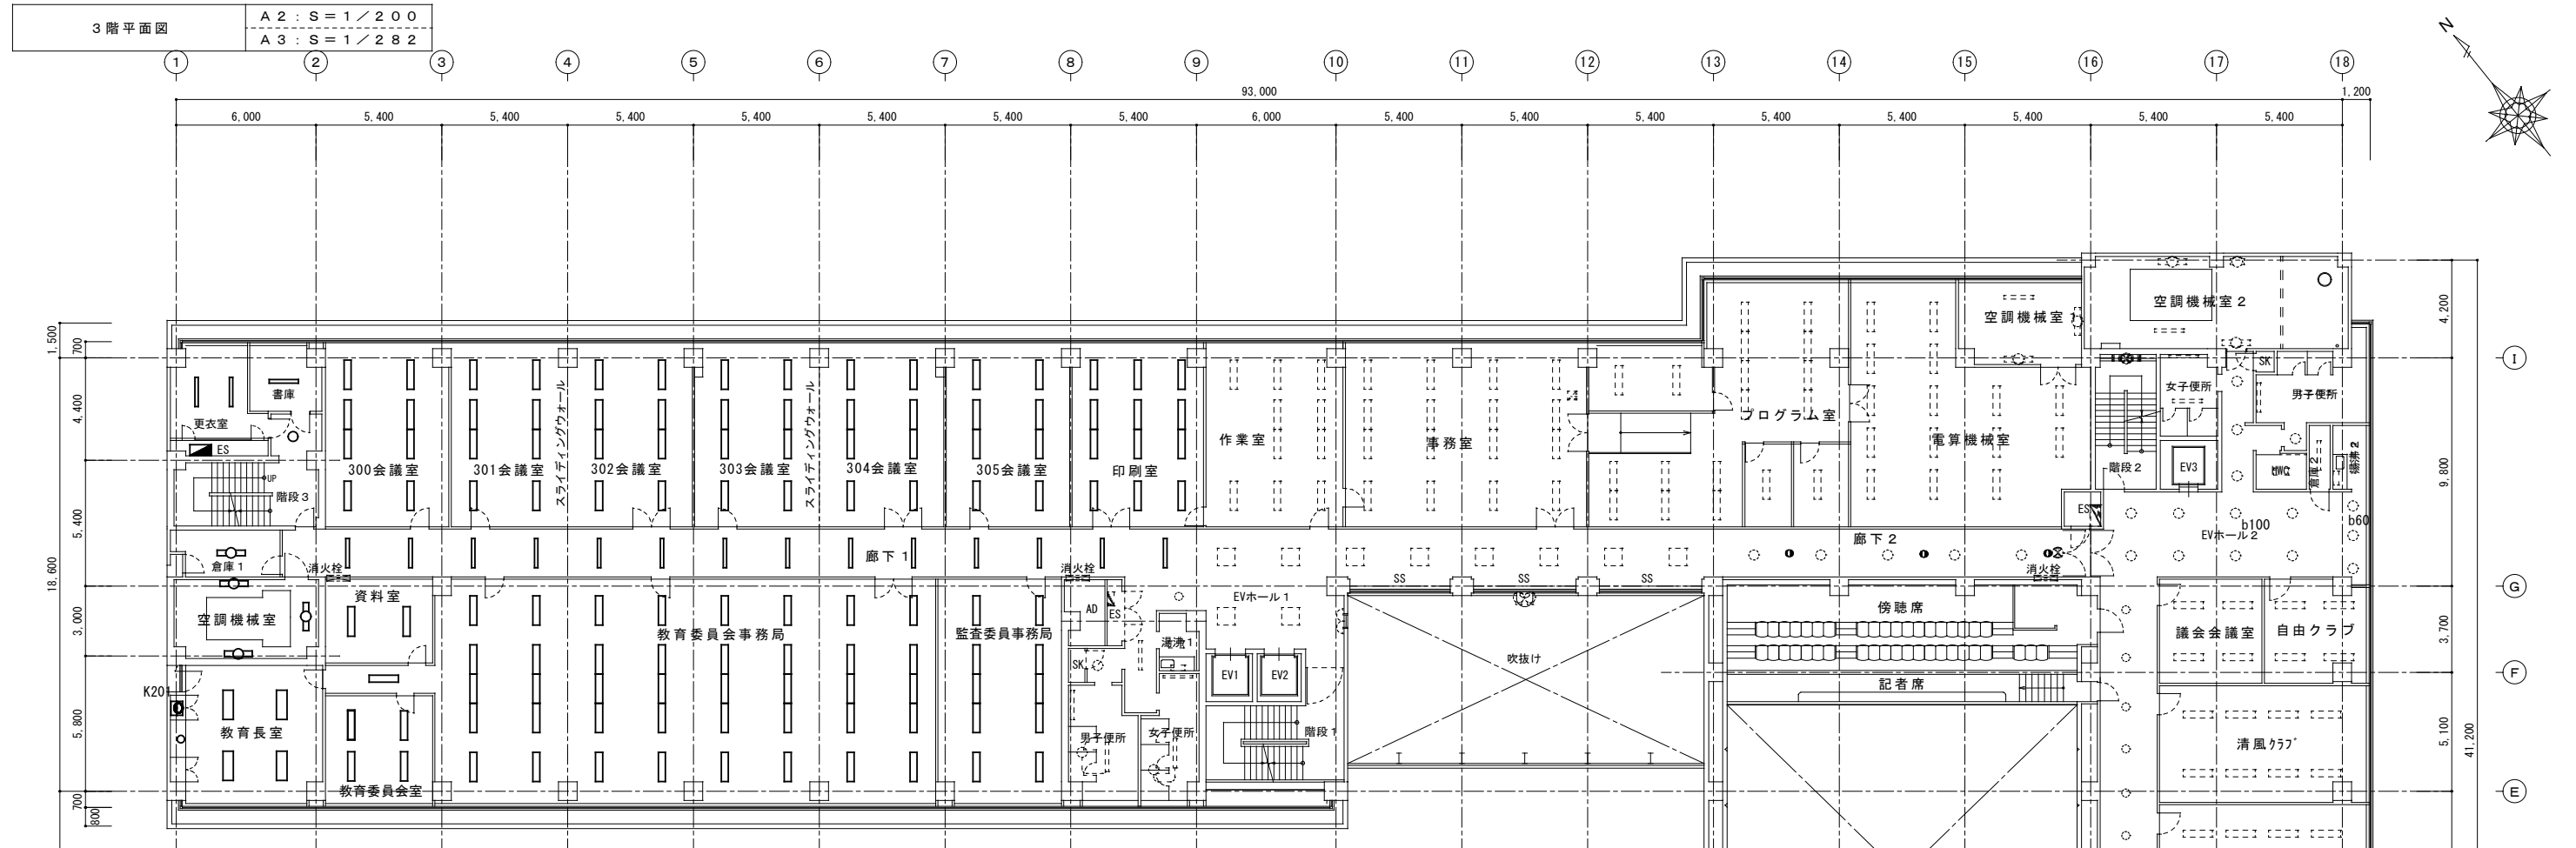 3階平面図
A2：S＝1／200
A3：S＝1／282
N
1 2 3 4 5 6 7 8 9 10 11 12 13 14 15 16 17 18
93,000
1,200
6,000 5,400 5,400 5,400 5,400 5,400 5,400 5,400 6,000 5,400 5,400 5,400 5,400 5,400 5,400 5,400 5,400
1,500
700
4,400
5,400
18,600
3,000
5,800
700
800
4,200
9,800
3,700
5,100
41,200
I
G
F
E
空調機械室2
空調機械室
SK
書庫
更衣室
ES
スライディングウォール
スライディングウォール
女子便所
男子便所
プログラム室
作業室
事務室
電算機械室
300会議室
301会議室
302会議室
303会議室
304会議室
305会議室
印刷室
UP
階段3
階段2
EV3
倉庫2
ES
b100
b60
EVホール2
廊下1
廊下2
倉庫1
消火栓
消火栓
消火栓
SS
SS
SS
資料室
EVホール1
AD
ES
傍聴席
空調機械室
教育委員会事務局
監査委員事務局
議会会議室
自由クラブ
SK
吹抜け
EV1
EV2
記者席
K201
教育長室
男子便所
女子便所
階段1
清風クラブ
教育委員会室